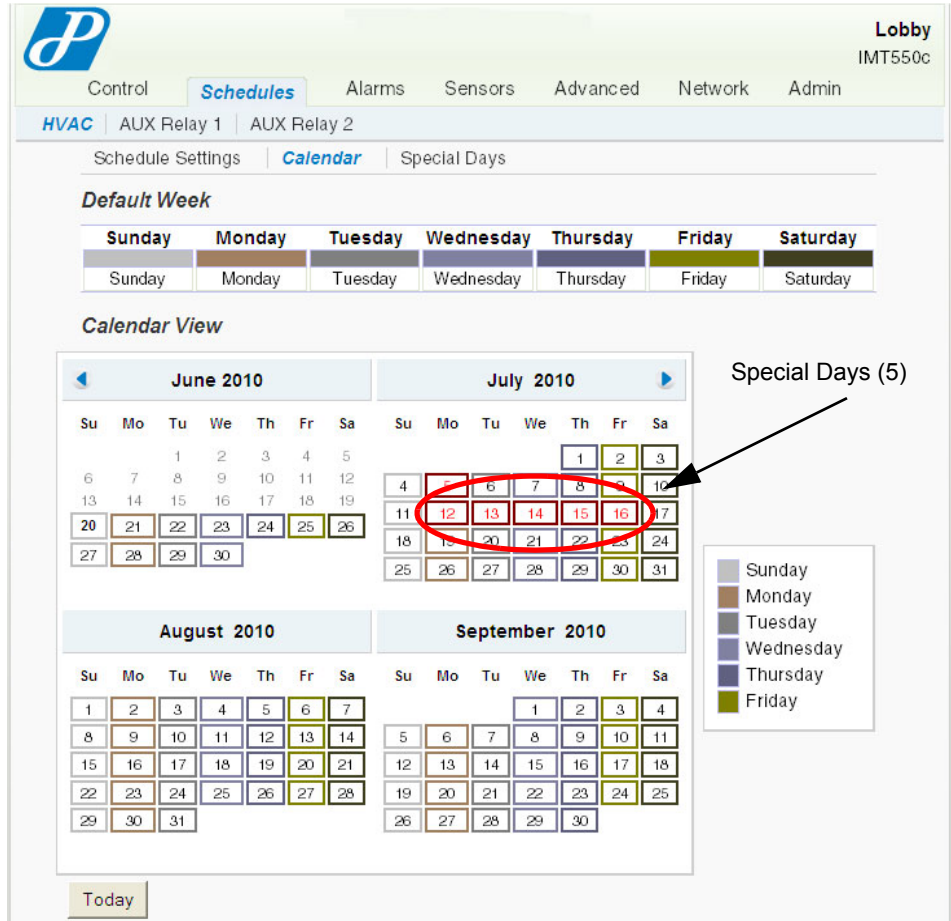 Lobby
IMT550c
Control Schedules Alarms Sensors Advanced Network Admin
HVAC AUX Relay 1 AUX Relay 2
Schedule Settings Calendar Special Days
Default Week
Sunday Monday Tuesday Wednesday Thursday Friday Saturday
Sunday Monday Tuesday Wednesday Thursday Friday Saturday
Calendar View
Special Days (5)
June 2010
Su Mo Tu We Th Fr Sa
1 2 3 4 5
6 7 8 9 10 11 12
13 14 15 16 17 18 19
20 21 22 23 24 25 26
27 28 29 30
July 2010
Su Mo Tu We Th Fr Sa
1 2 3
4 5 6 7 8 9 10
11 12 13 14 15 16 17
18 19 20 21 22 23 24
25 26 27 28 29 30 31
Sunday
Monday
Tuesday
Wednesday
Thursday
Friday
August 2010
Su Mo Tu We Th Fr Sa
1 2 3 4 5 6 7
8 9 10 11 12 13 14
15 16 17 18 19 20 21
22 23 24 25 26 27 28
29 30 31
September 2010
Su Mo Tu We Th Fr Sa
1 2 3 4
5 6 7 8 9 10 11
12 13 14 15 16 17 18
19 20 21 22 23 24 25
26 27 28 29 30
Today